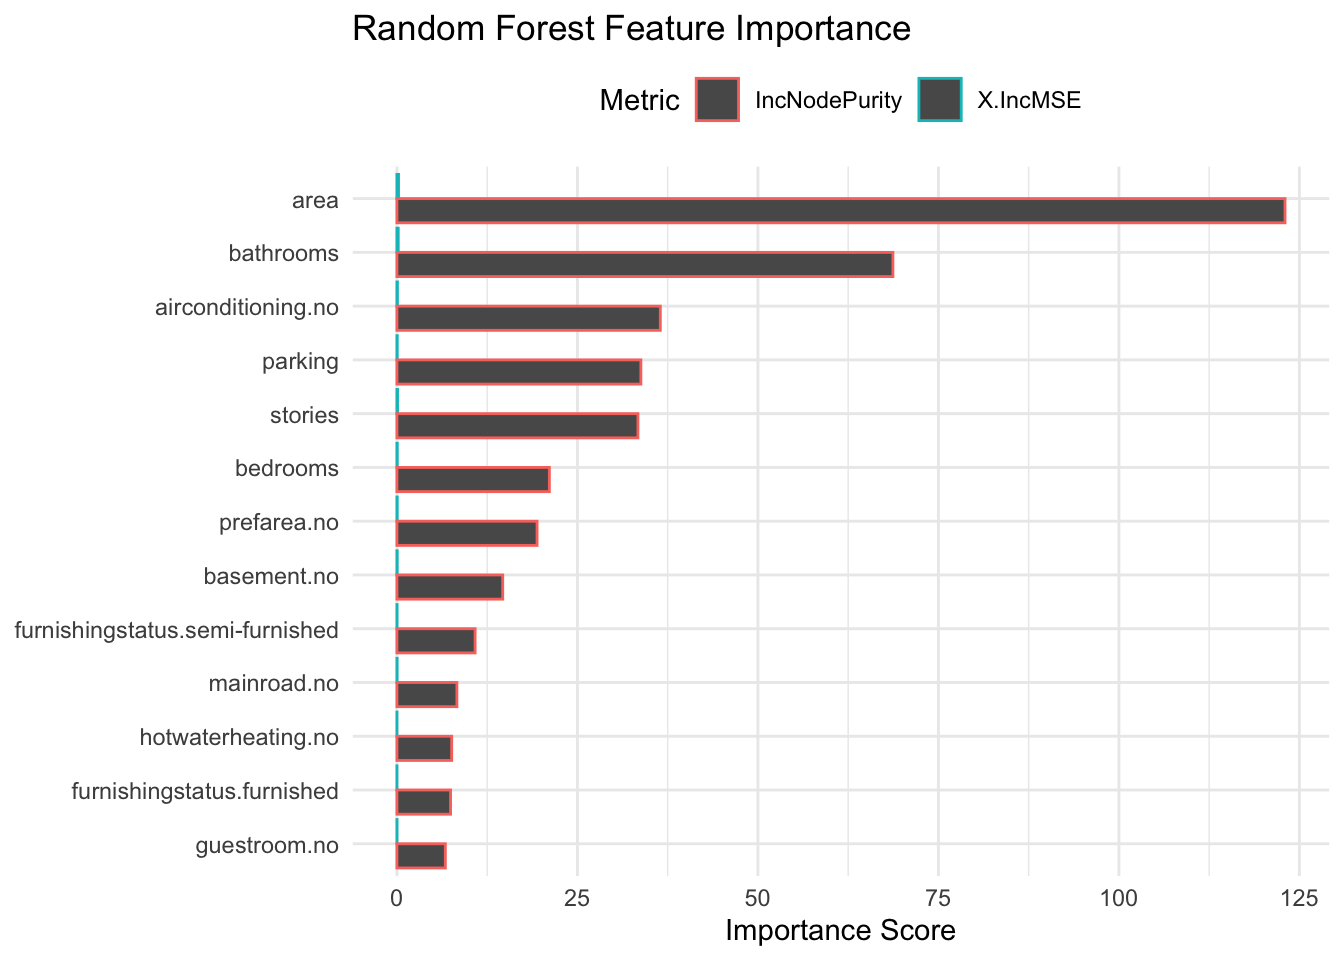 Random Forest Feature Importance
Metric IncNodePurity X.IncMSE
area
bathrooms
airconditioning.no
parking
stories
bedrooms
prefarea.no
basement.no
furnishingstatus.semi-furnished
mainroad.no
hotwaterheating.no
furnishingstatus.furnished
guestroom.no
0 25 50 75 100 125
Importance Score